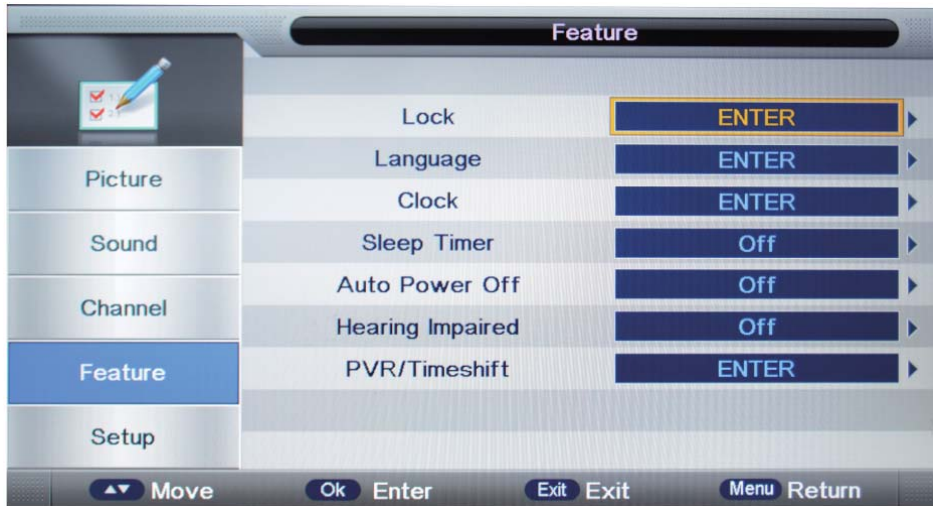 Feature
Lock ENTER
Language ENTER
Picture
Clock ENTER
Sound
Sleep Timer Off
Auto Power Off Off
Channel
Hearing Impaired Off
Feature
PVR/Timeshift ENTER
Setup
Move Ok Enter Exit Exit Menu Return